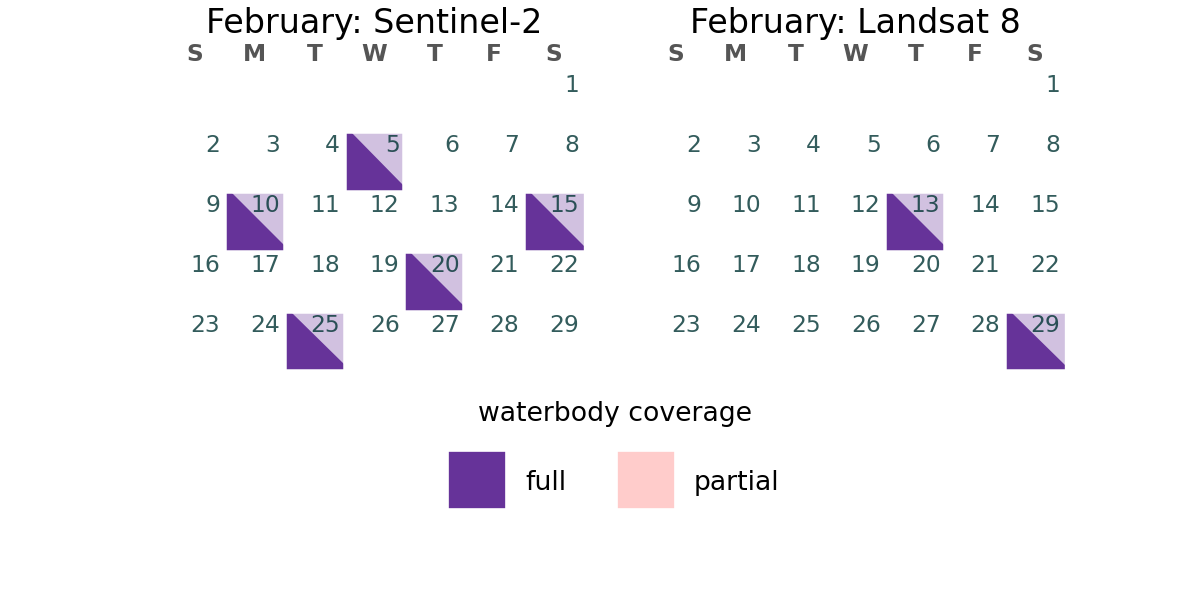 February: Sentinel-2
S M T W T F S
1
2 3 4 5 6 7 8
9 10 11 12 13 14 15
16 17 18 19 20 21 22
23 24 25 26 27 28 29
February: Landsat 8
S M T W T F S
1
2 3 4 5 6 7 8
9 10 11 12 13 14 15
16 17 18 19 20 21 22
23 24 25 26 27 28 29
waterbody coverage
full partial